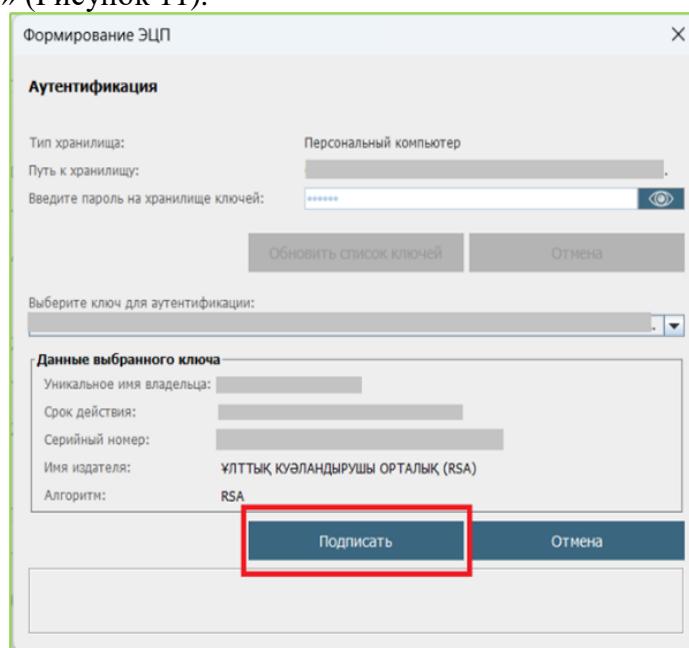 » (Рисунок 11).
Формирование ЭЦП
Аутентификация
Тип хранилища: Персональный компьютер
Путь к хранилищу: .
Введите пароль на хранилище ключей: ******
Обновить список ключей Отмена
Выберите ключ для аутентификации:
.
Данные выбранного ключа
Уникальное имя владельца:
Срок действия:
Серийный номер:
Имя издателя: ҰЛТТЫҚ КУӘЛАНДЫРУШЫ ОРТАЛЫҚ (RSA)
Алгоритм: RSA
Подписать Отмена